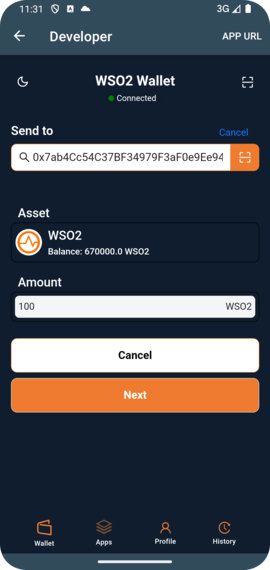 11:31 3G
Developer APP URL
WSO2 Wallet
Connected
Send to Cancel
0x7ab4Cc54C37BF34979F3aF0e9Ee94
Asset
WSO2
Balance: 670000.0 WSO2
Amount
100 WSO2
Cancel
Next
Wallet Apps Profile History